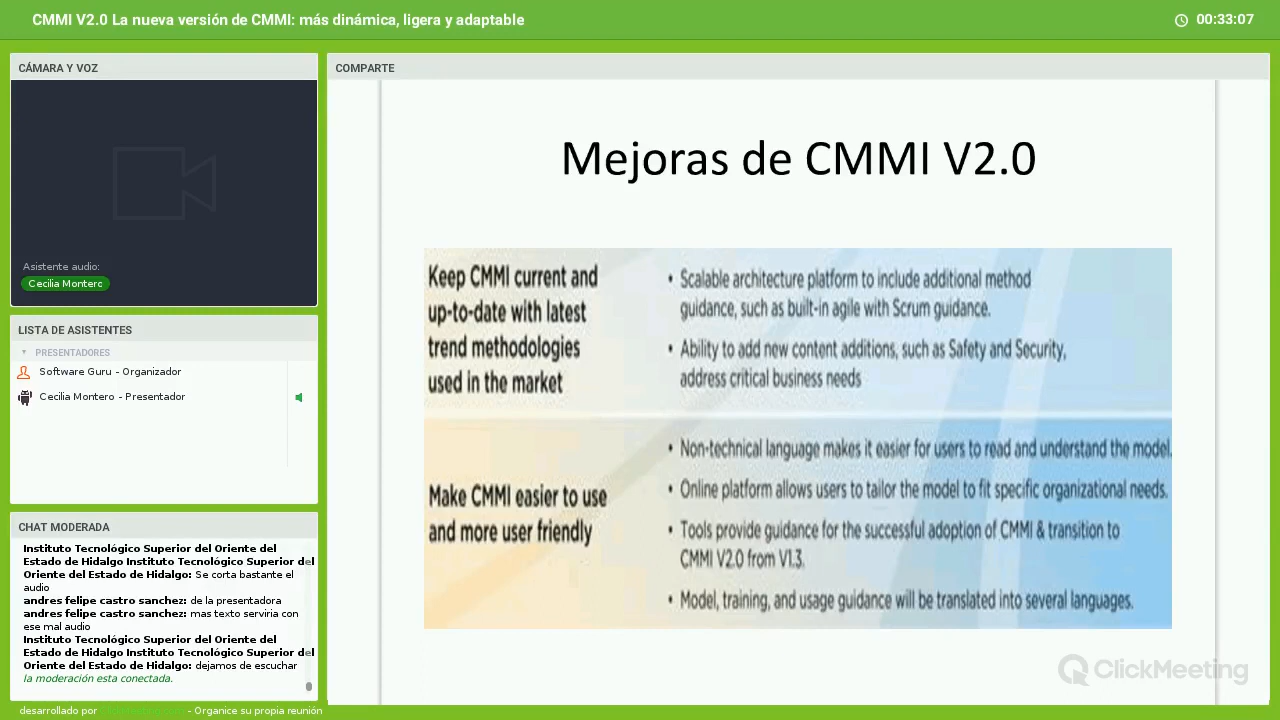 CMMI V2.0 La nueva versión de CMMI: más dinámica, ligera y adaptable
00:33:07
CÁMARA Y VOZ
Asistente audio:
Cecilia Montero
LISTA DE ASISTENTES
PRESENTADORES
Software Guru - Organizador
Cecilia Montero - Presentador
CHAT MODERADA
Instituto Tecnológico Superior del Oriente del
Estado de Hidalgo Instituto Tecnológico Superior del
Oriente del Estado de Hidalgo: Se corta bastante el
audio
andres felipe castro sanchez: de la presentadora
andres felipe castro sanchez: mas texto serviria con
ese mal audio
Instituto Tecnológico Superior del Oriente del
Estado de Hidalgo Instituto Tecnológico Superior del
Oriente del Estado de Hidalgo: dejamos de escuchar
la moderación esta conectada.
desarrollado por - Organice su propia reunión
COMPARTE
Mejoras de CMMI V2.0
Keep CMMI current and
up-to-date with latest
trend methodologies
used in the market
• Scalable architecture platform to include additional method
guidance, such as built-in agile with Scrum guidance.
• Ability to add new content additions, such as Safety and Security,
address critical business needs
Make CMMI easier to use
and more user friendly
• Non-technical language makes it easier for users to read and understand the model.
• Online platform allows users to tailor the model to fit specific organizational needs.
• Tools provide guidance for the successful adoption of CMMI & transition to
CMMI V2.0 from V1.3.
• Model, training, and usage guidance will be translated into several languages.
ClickMeeting